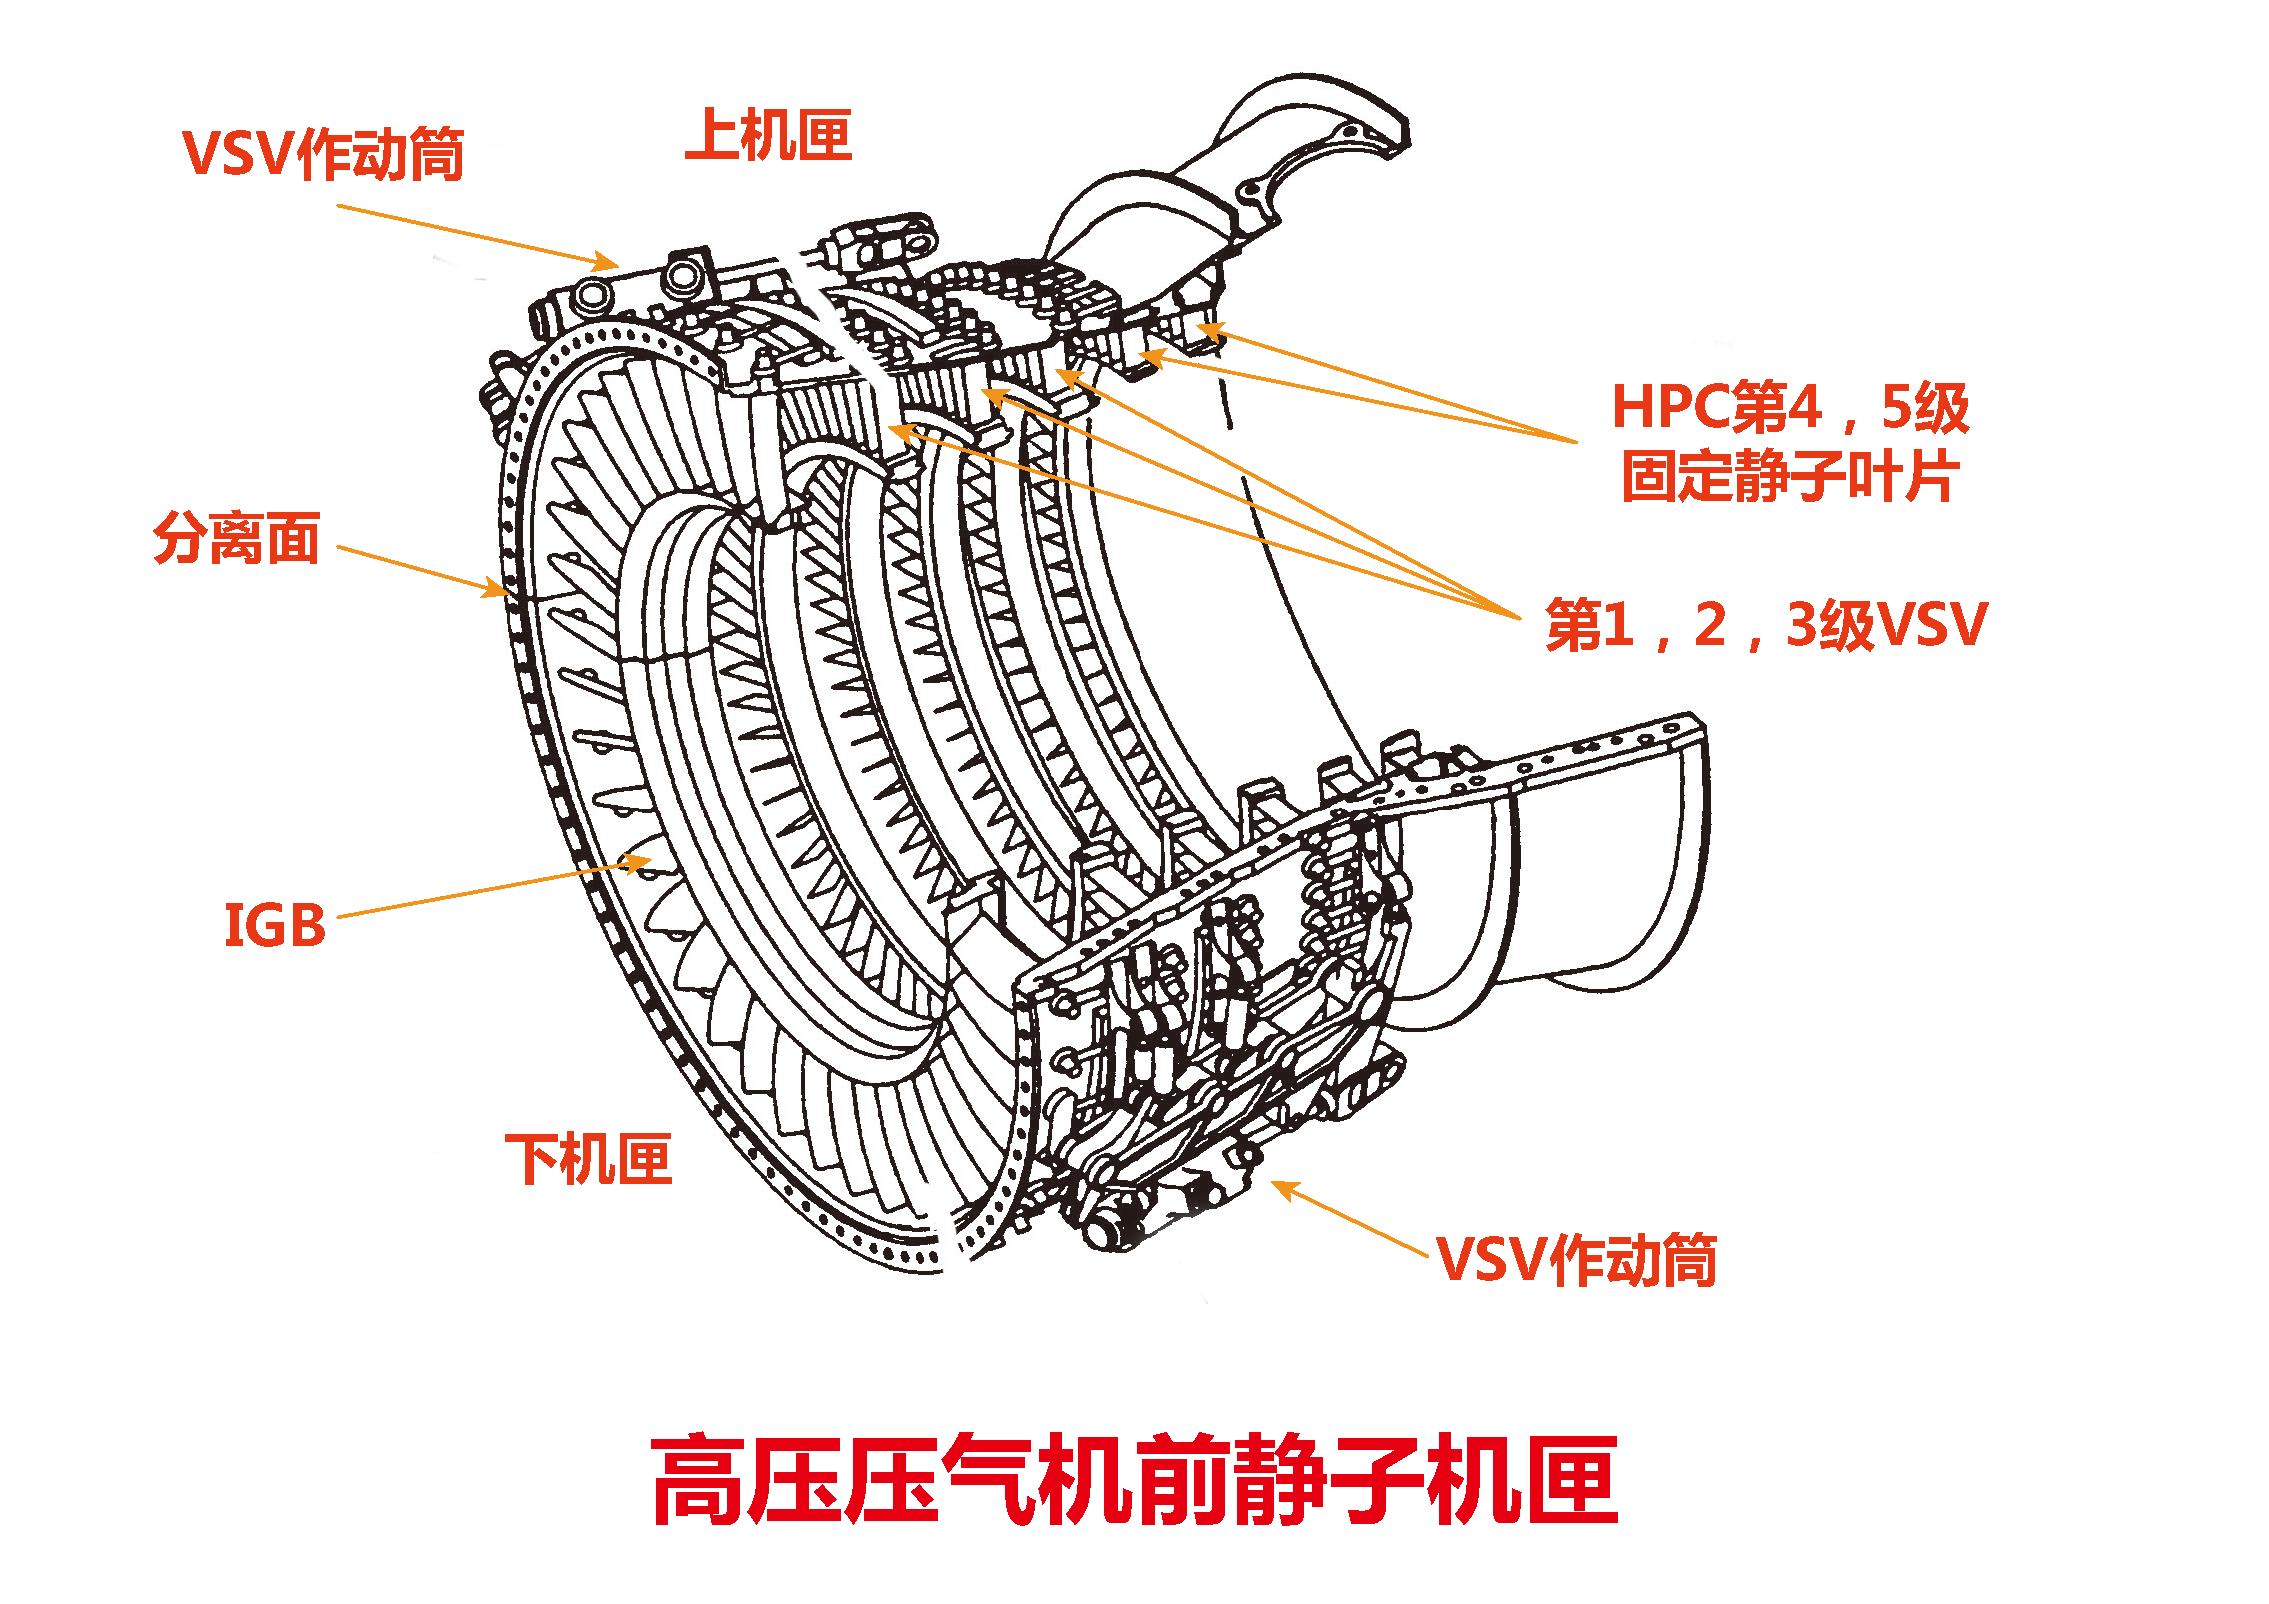 上机匣
VSV作动筒
HPC第4，5级
固定静子叶片
分离面
第1，2，3级VSV
IGB
下机匣
VSV作动筒
高压压气机前静子机匣